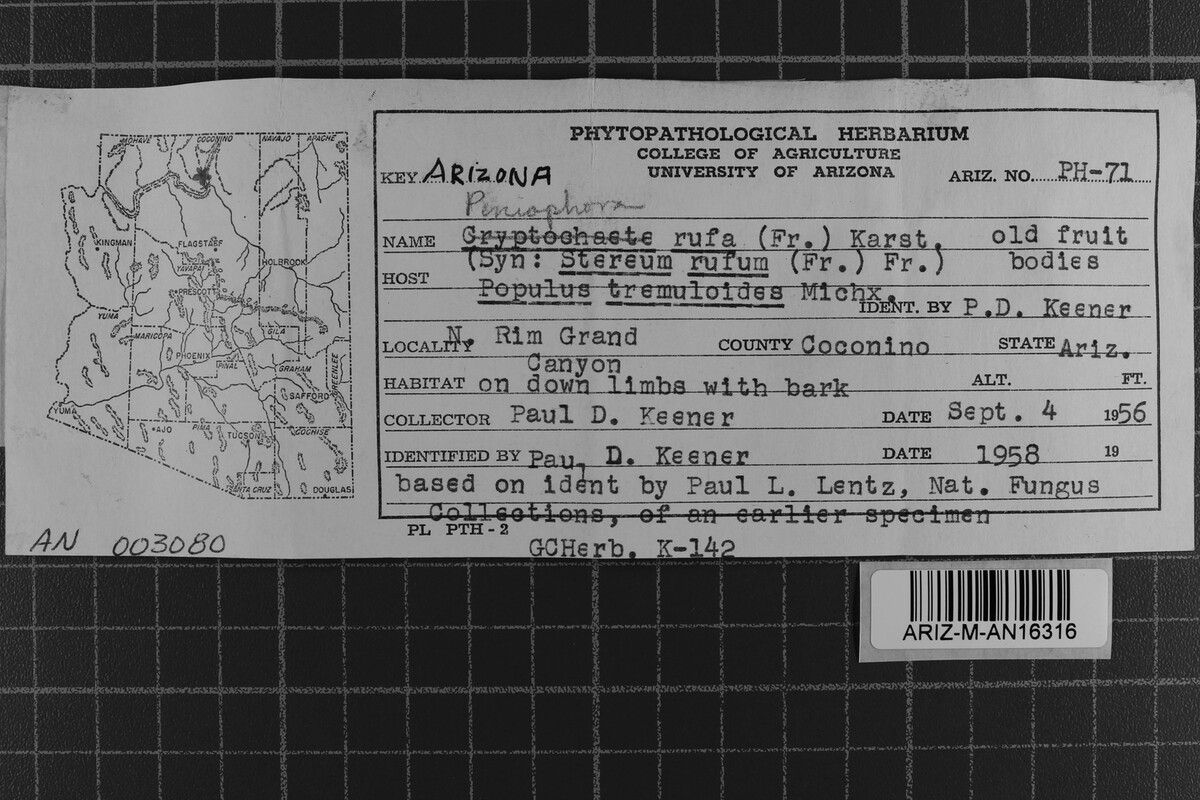 PHYTOPATHOLOGICAL HERBARIUM
COLLEGE OF AGRICULTURE
UNIVERSITY OF ARIZONA
KEY ARIZONA
ARIZ. NO. PH-71
Peniophora
NAME Gryptochaete rufa (Fr.) Karst. old fruit
(Syn: Stereum rufum (Fr.) Fr.) bodies
HOST
Populus tremuloides Michx.
IDENT. BY P.D. Keener
LOCALITY N. Rim Grand
Canyon
COUNTY Coconino STATE Ariz.
HABITAT on down limbs with bark ALT. FT.
COLLECTOR Paul D. Keener DATE Sept. 4 1956
IDENTIFIED BY Paul D. Keener DATE 1958 19
based on ident by Paul L. Lentz, Nat. Fungus
Collections, of an earlier specimen
PL PTH-2
GCHerb. K-142
MOHAVE COCONINO NAVAJO APACHE
KINGMAN
FLAGSTAFF
YAVAPAI
HOLBROOK
PRESCOTT
YUMA
MARICOPA
GILA
PHOENIX
PINAL
GRAHAM
GREENLEE
SAFFORD
YUMA
AJO
PIMA
TUCSON
COCHISE
SANTA CRUZ
DOUGLAS
AN 003080
ARIZ-M-AN16316